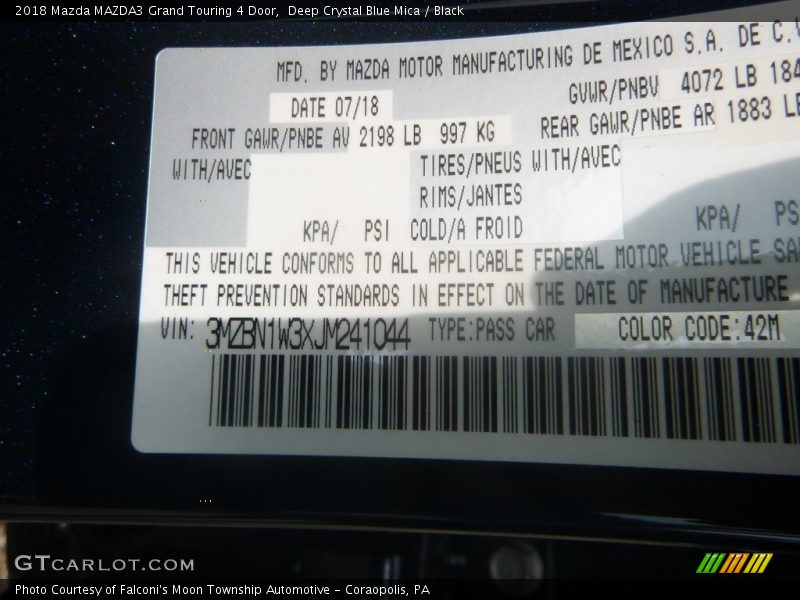 2018 Mazda MAZDA3 Grand Touring 4 Door,  Deep Crystal Blue Mica / Black
MFD. BY MAZDA MOTOR MANUFACTURING DE MEXICO S.A. DE C.
DATE 07/18
GVWR/PNBV 4072 LB 184
FRONT GAWR/PNBE AV 2198 LB 997 KG
REAR GAWR/PNBE AR 1883 LB
WITH/AVEC
TIRES/PNEUS WITH/AVEC
RIMS/JANTES
KPA/ PSI COLD/A FROID
KPA/ PS
THIS VEHICLE CONFORMS TO ALL APPLICABLE FEDERAL MOTOR VEHICLE SA
THEFT PREVENTION STANDARDS IN EFFECT ON THE DATE OF MANUFACTURE
VIN: 3MZBN1W3XJM241044 TYPE:PASS CAR COLOR CODE:42M
GTCARLOT.COM
Photo Courtesy of Falconi's Moon Township Automotive – Coraopolis, PA